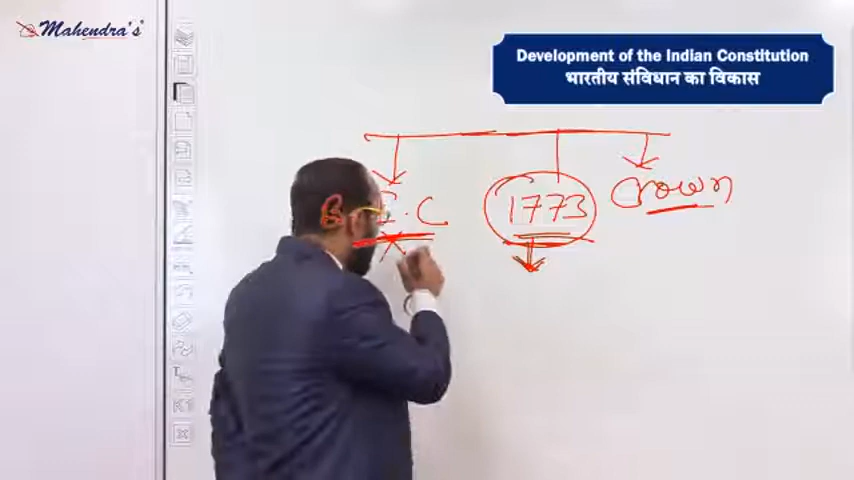 Mahendra's
Development of the Indian Constitution
भारतीय संविधान का विकास
I.C 1773 Crown